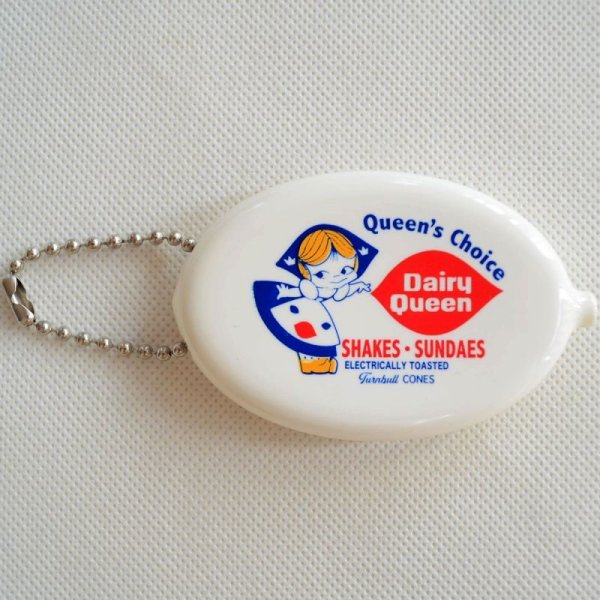 Queen's Choice
Dairy
Queen
SHAKES • SUNDAES
ELECTRICALLY TOASTED
Turnbull CONES